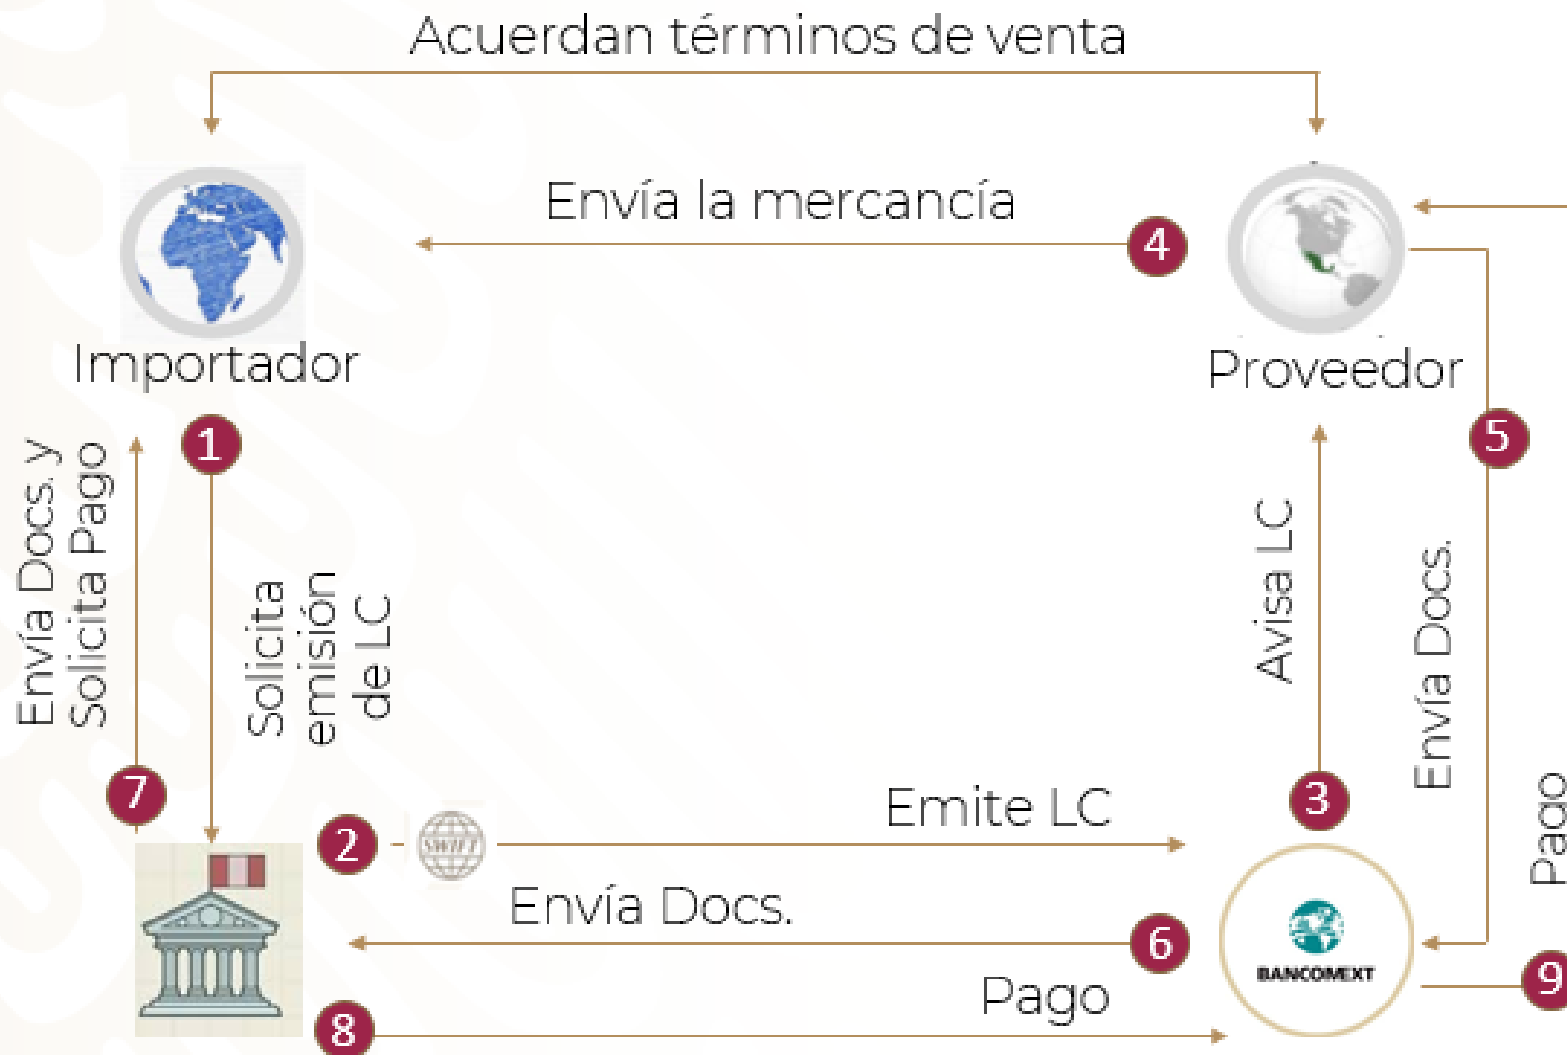 Acuerdan términos de venta
Envía la mercancía
4
Importador
Proveedor
1
5
Envía Docs. y
Solicita Pago
Solicita
emisión
de LC
Avisa LC
Envía Docs.
7
3
Pago
2
SWIFT
Emite LC
Envía Docs.
6
BANCOMEXT
9
Pago
8